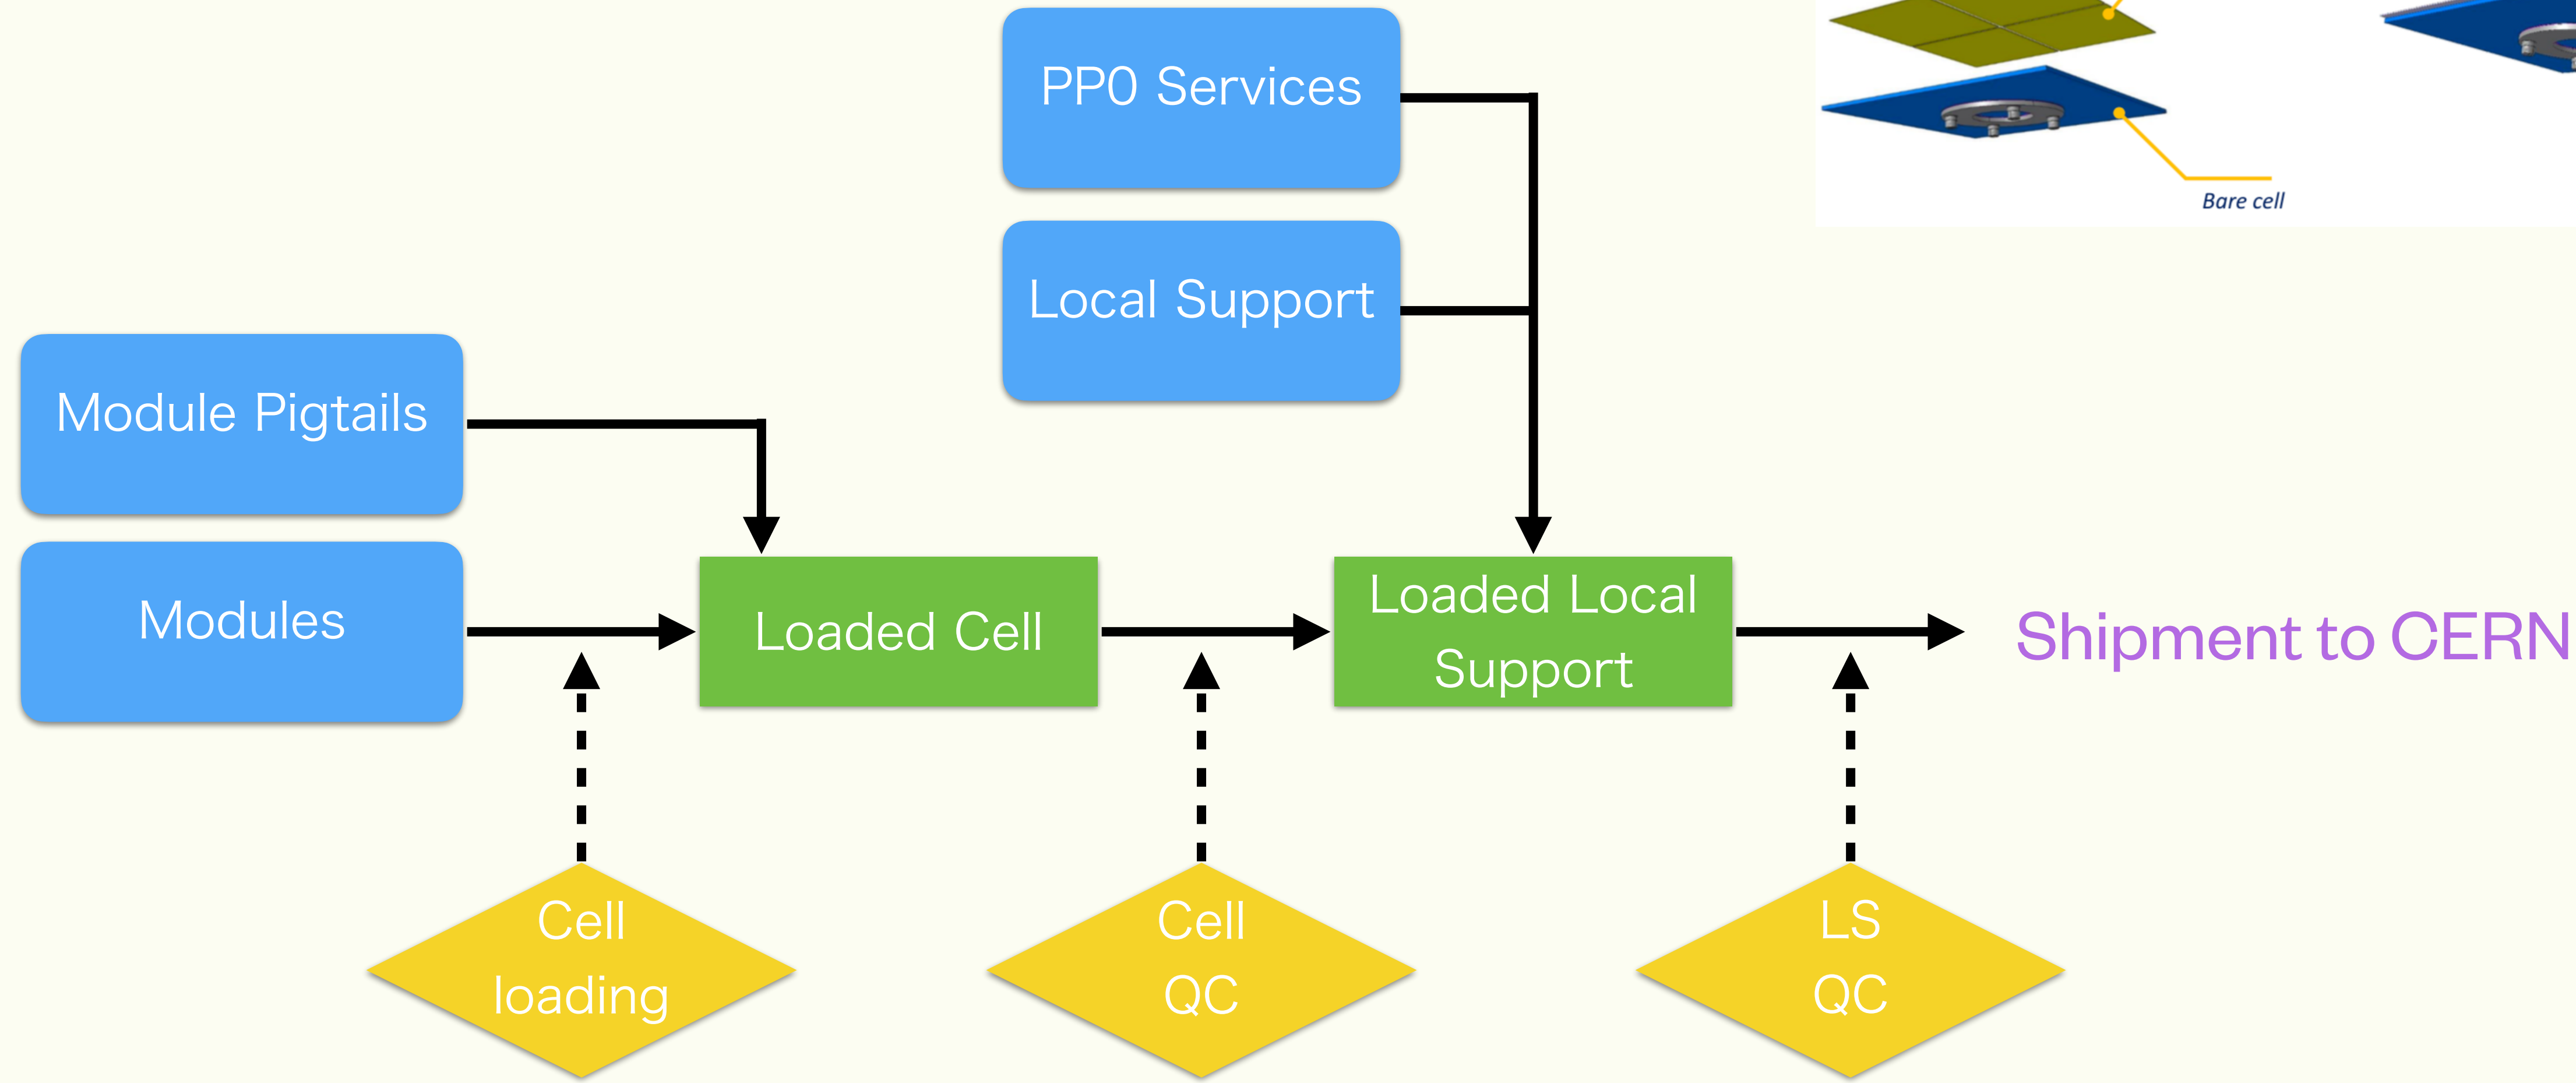 PP0 Services
Bare cell
Local Support
Module Pigtails
Modules
Loaded Cell
Loaded Local
Support
Shipment to CERN
Cell
loading
Cell
QC
LS
QC